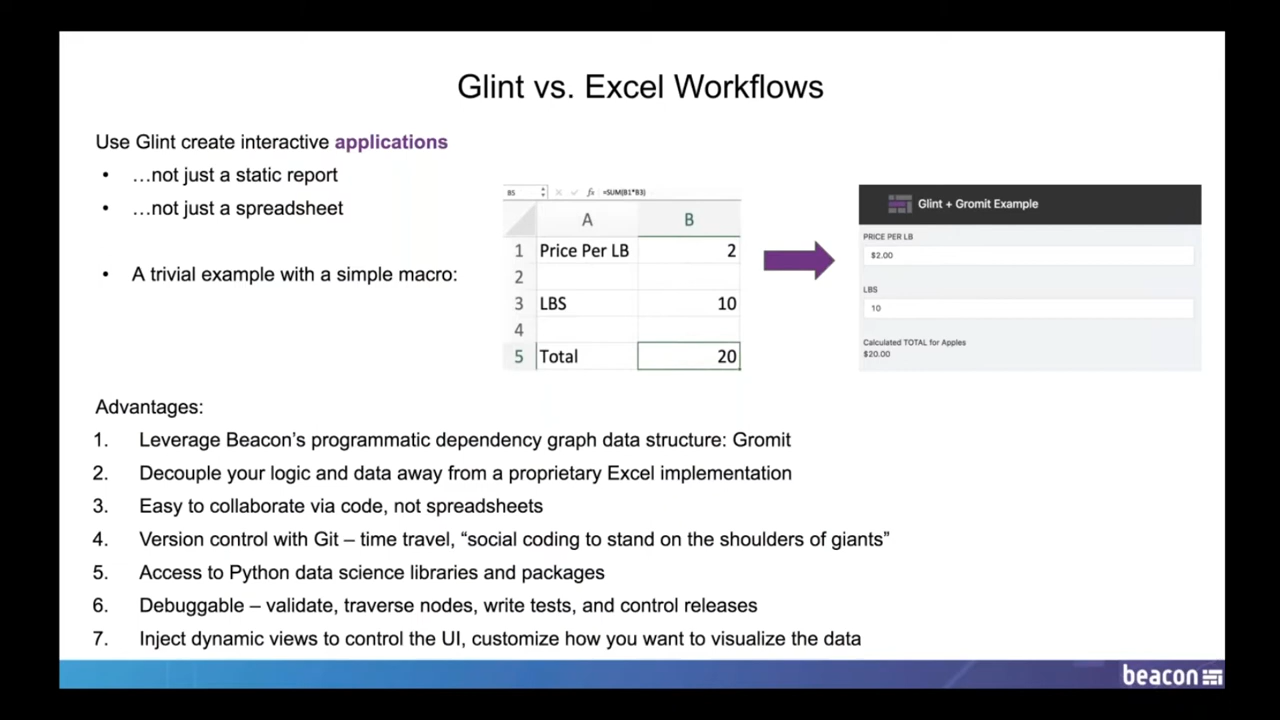 Glint vs. Excel Workflows
Use Glint create interactive applications
• …not just a static report
• …not just a spreadsheet
• A trivial example with a simple macro:
B5 fx =SUM(B1*B3)
A B
1 Price Per LB 2
2
3 LBS 10
4
5 Total 20
Glint + Gromit Example
PRICE PER LB
$2.00
LBS
10
Calculated TOTAL for Apples
$20.00
Advantages:
1. Leverage Beacon’s programmatic dependency graph data structure: Gromit
2. Decouple your logic and data away from a proprietary Excel implementation
3. Easy to collaborate via code, not spreadsheets
4. Version control with Git – time travel, “social coding to stand on the shoulders of giants”
5. Access to Python data science libraries and packages
6. Debuggable – validate, traverse nodes, write tests, and control releases
7. Inject dynamic views to control the UI, customize how you want to visualize the data
beacon